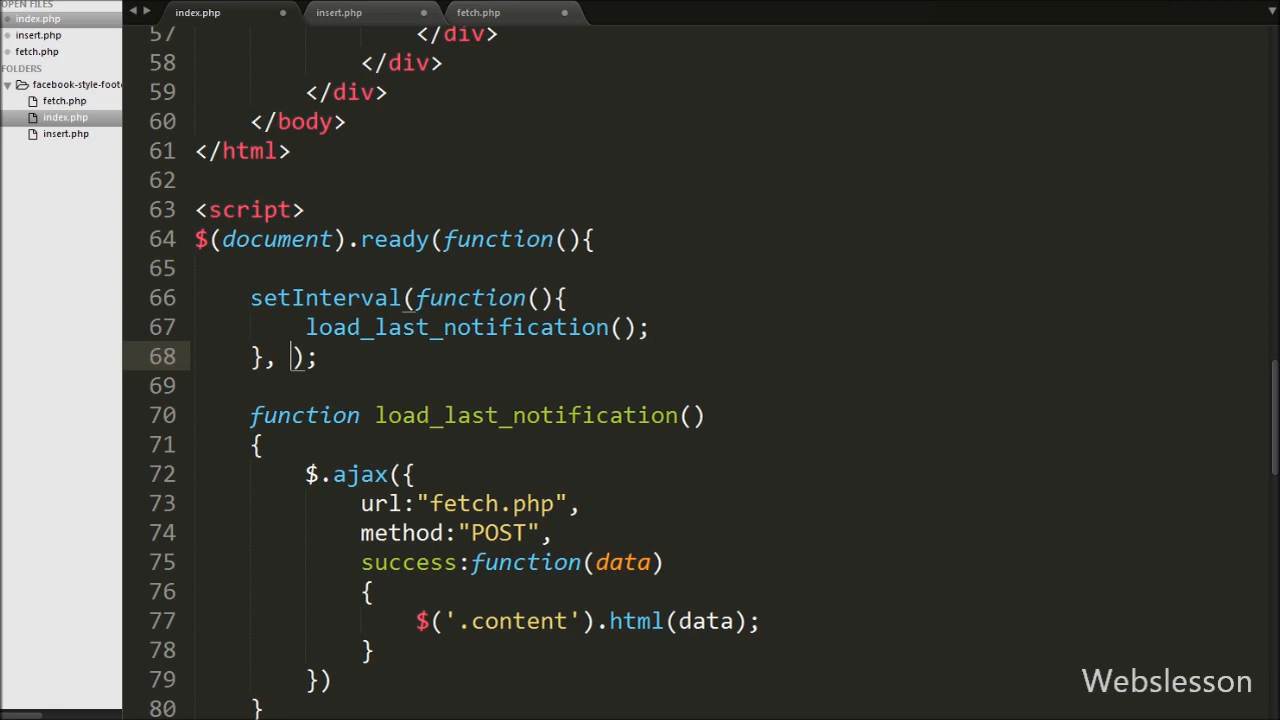 OPEN FILES
index.php
insert.php
fetch.php
FOLDERS
facebook-style-foot
fetch.php
index.php
insert.php
index.php insert.php fetch.php
57 </div>
58 </div>
59 </div>
60 </body>
61 </html>
62
63 <script>
64 $(document).ready(function(){
65
66 setInterval(function(){
67 load_last_notification();
68 }, );
69
70 function load_last_notification()
71 {
72 $.ajax({
73 url:"fetch.php",
74 method:"POST",
75 success:function(data)
76 {
77 $('.content').html(data);
78 }
79 })
80 }
Webslesson